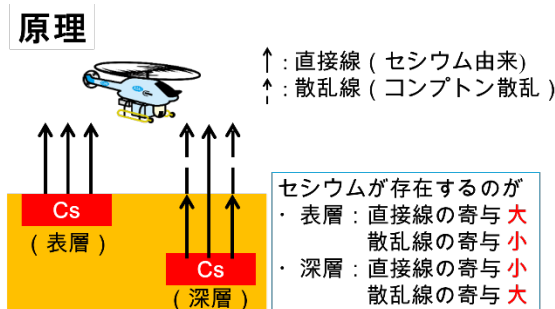 原理
↑ : 直接線 ( セシウム由来)
⇡ : 散乱線 ( コンプトン散乱 )
Cs
( 表層 )
Cs
( 深層 )
セシウムが存在するのが
・ 表層 : 直接線の寄与 大
散乱線の寄与 小
・ 深層 : 直接線の寄与 小
散乱線の寄与 大